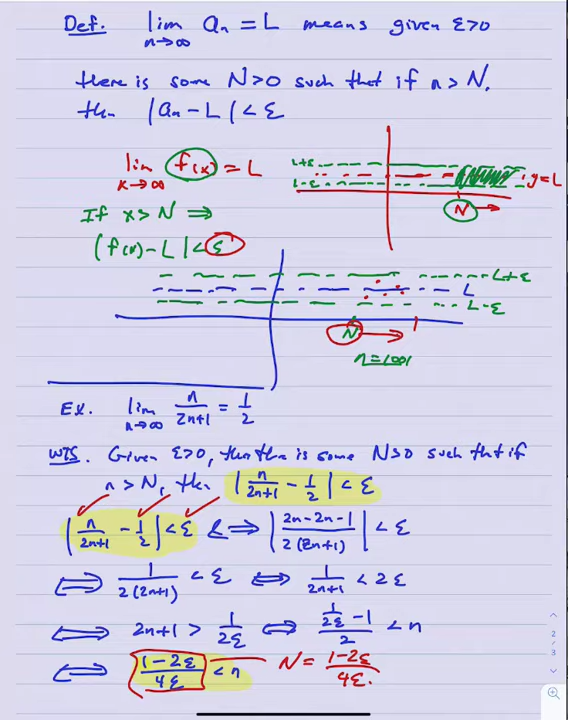 Def. lim n→∞ an = L means given ε>0
there is some N>0 such that if n > N,
then |an − L| < ε
lim x→∞ f(x) = L
L+ε
L−ε
y=L
N
If x > N ⇒
|f(x) − L| < ε
L+ε
L
L−ε
N
n=1001
Ex. lim n→∞ n/(2n+1) = 1/2
WTS. Given ε>0, then there is some N>0 such that if
n > N, then |n/(2n+1) − 1/2| < ε
|n/(2n+1) − 1/2| < ε ⟺ |(2n−2n−1)/(2(2n+1))| < ε
⟺ 1/(2(2n+1)) < ε ⟺ 1/(2n+1) < 2ε
⟺ 2n+1 > 1/(2ε) ⟺ (1/(2ε) − 1)/2 < n
⟺ (1−2ε)/(4ε) < n N = (1−2ε)/(4ε).
2
3